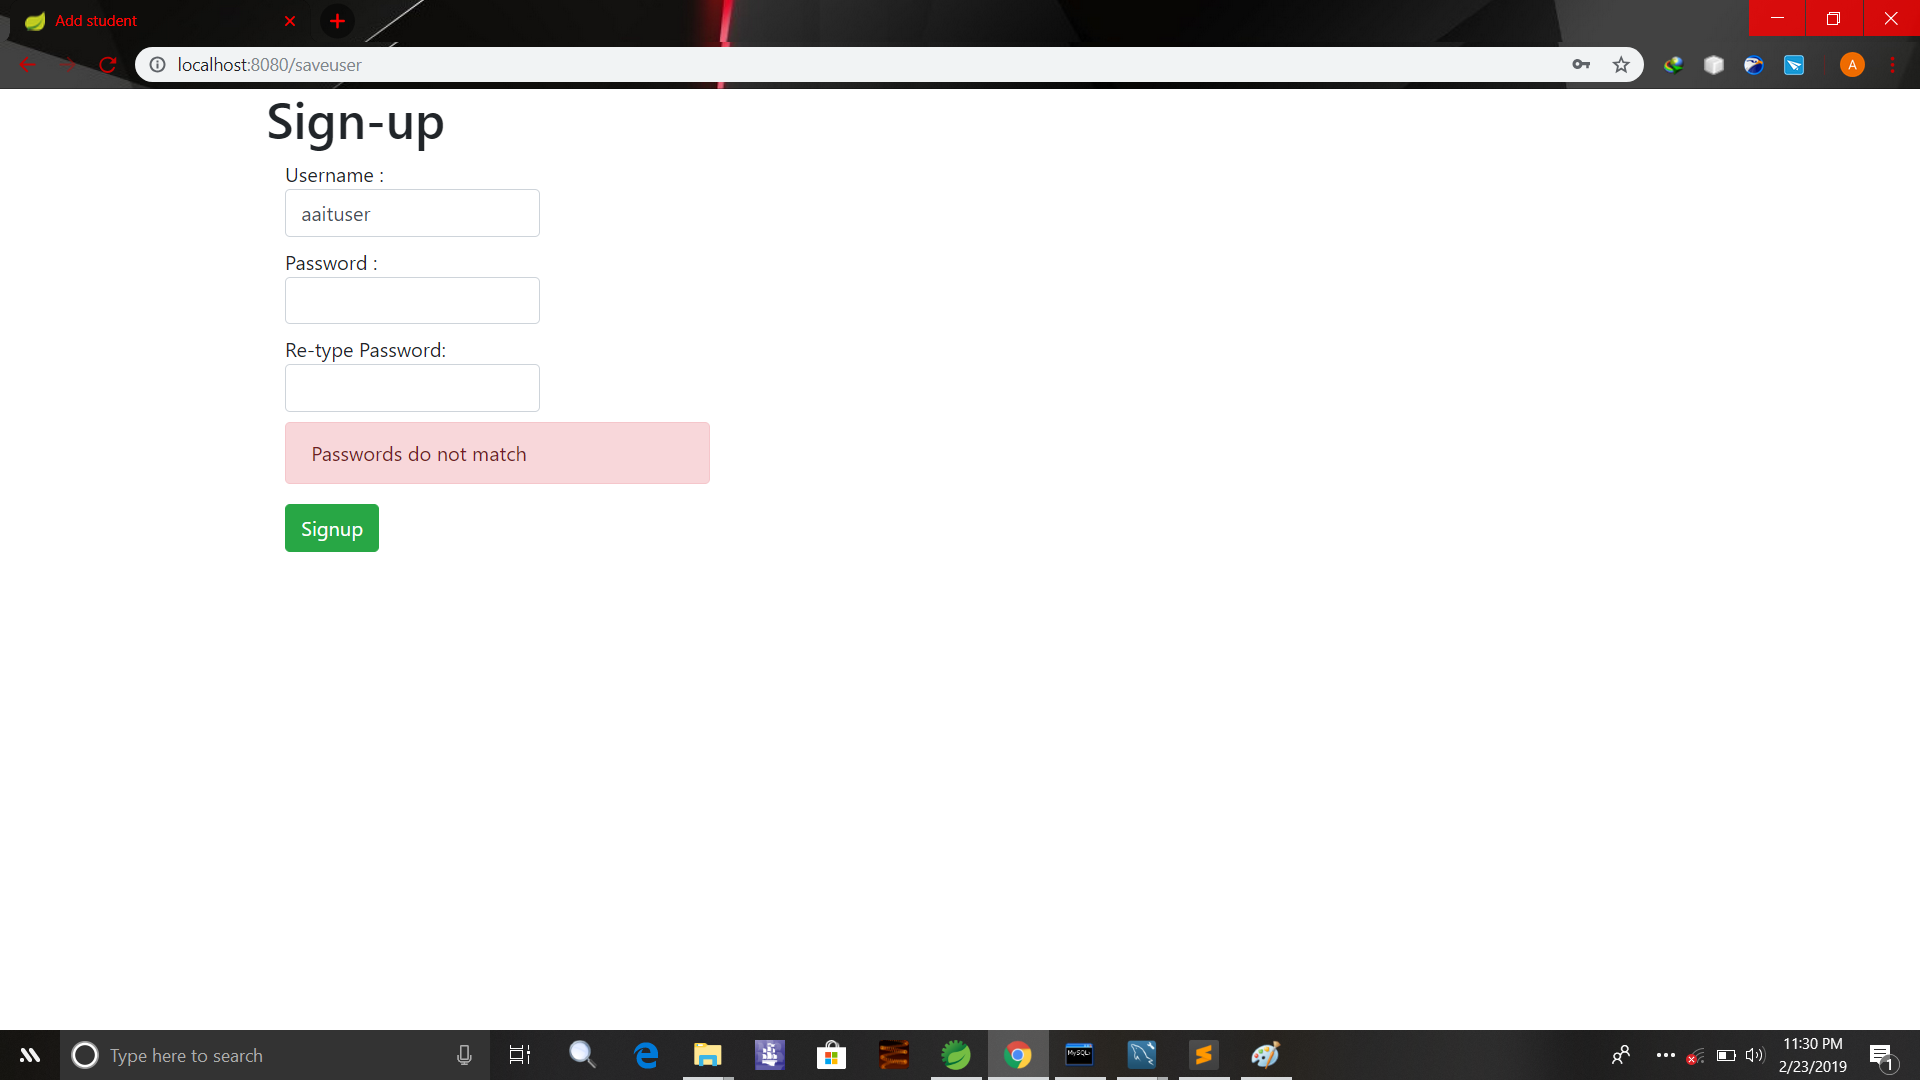 Add student
localhost:8080/saveuser
A
Sign-up
Username :
aaituser
Password :
Re-type Password:
Passwords do not match
Signup
Type here to search
MySQL
11:30 PM
2/23/2019
1